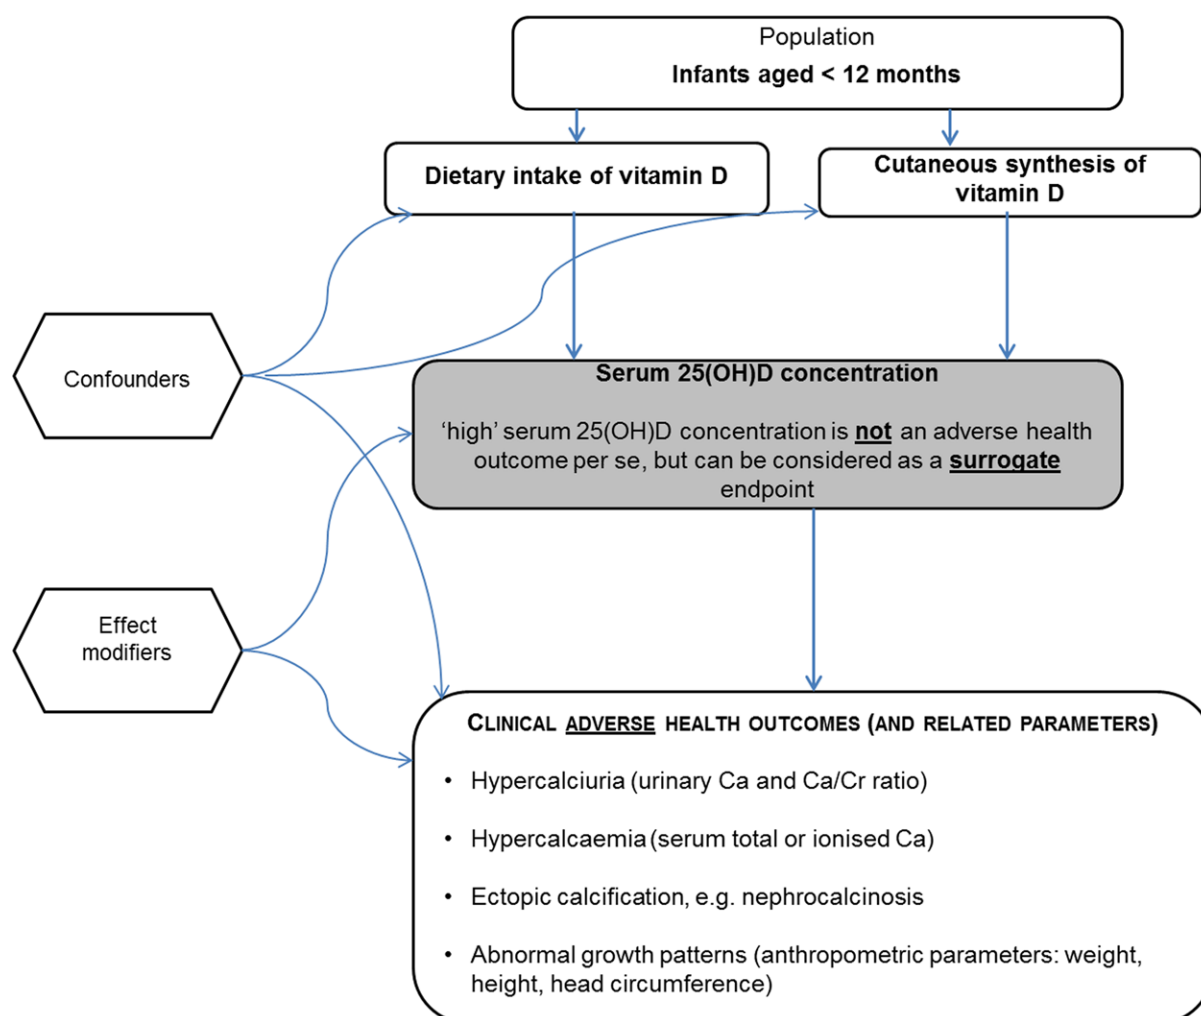 Population
Infants aged < 12 months
Dietary intake of vitamin D
Cutaneous synthesis of
vitamin D
Confounders
Serum 25(OH)D concentration
‘high’ serum 25(OH)D concentration is not an adverse health
outcome per se, but can be considered as a surrogate
endpoint
Effect
modifiers
CLINICAL ADVERSE HEALTH OUTCOMES (AND RELATED PARAMETERS)
• Hypercalciuria (urinary Ca and Ca/Cr ratio)
• Hypercalcaemia (serum total or ionised Ca)
• Ectopic calcification, e.g. nephrocalcinosis
• Abnormal growth patterns (anthropometric parameters: weight,
height, head circumference)